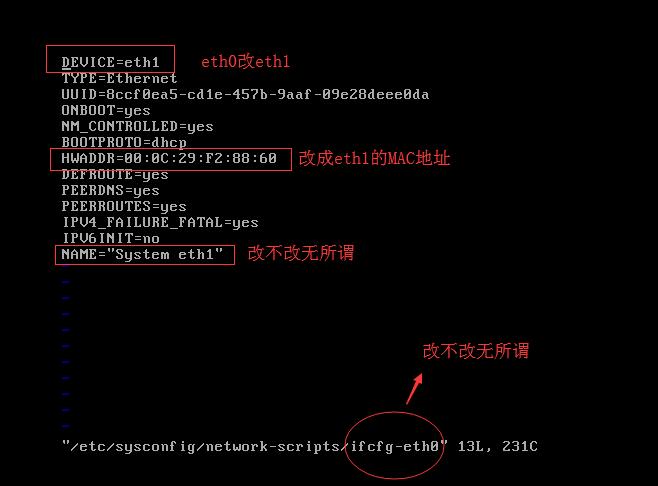 DEVICE=eth1 eth0改eth1
TYPE=Ethernet
UUID=8ccf0ea5-cd1e-457b-9aaf-09e28deee0da
ONBOOT=yes
NM_CONTROLLED=yes
BOOTPROTO=dhcp
HWADDR=00:0C:29:F2:88:60 改成eth1的MAC地址
DEFROUTE=yes
PEERDNS=yes
PEERROUTES=yes
IPV4_FAILURE_FATAL=yes
IPV6INIT=no
NAME="System eth1" 改不改无所谓
~
~
~
~
~
~
~
~
~
~
改不改无所谓
"/etc/sysconfig/network-scripts/ifcfg-eth0" 13L, 231C